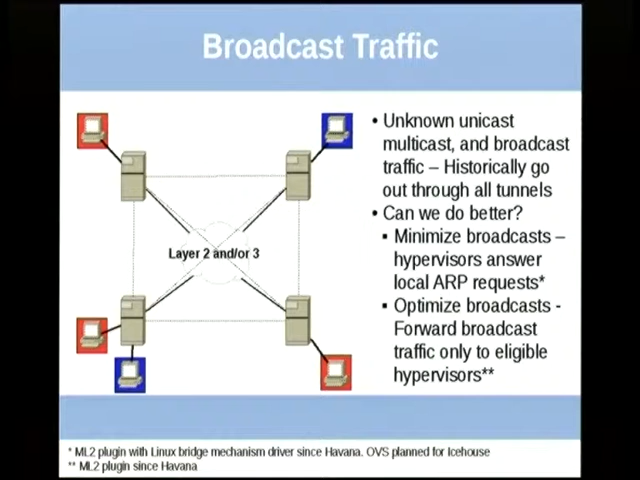 Broadcast Traffic
• Unknown unicast
multicast, and broadcast
traffic – Historically go
out through all tunnels
• Can we do better?
▪ Minimize broadcasts –
hypervisors answer
local ARP requests*
▪ Optimize broadcasts -
Forward broadcast
traffic only to eligible
hypervisors**
Layer 2 and/or 3
* ML2 plugin with Linux bridge mechanism driver since Havana. OVS planned for Icehouse
** ML2 plugin since Havana